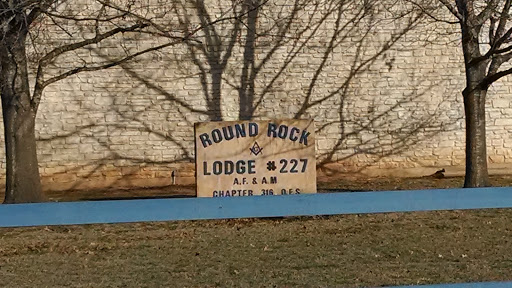 ROUND ROCK
LODGE # 227
A.F. & A.M
CHAPTER 316 O.E.S